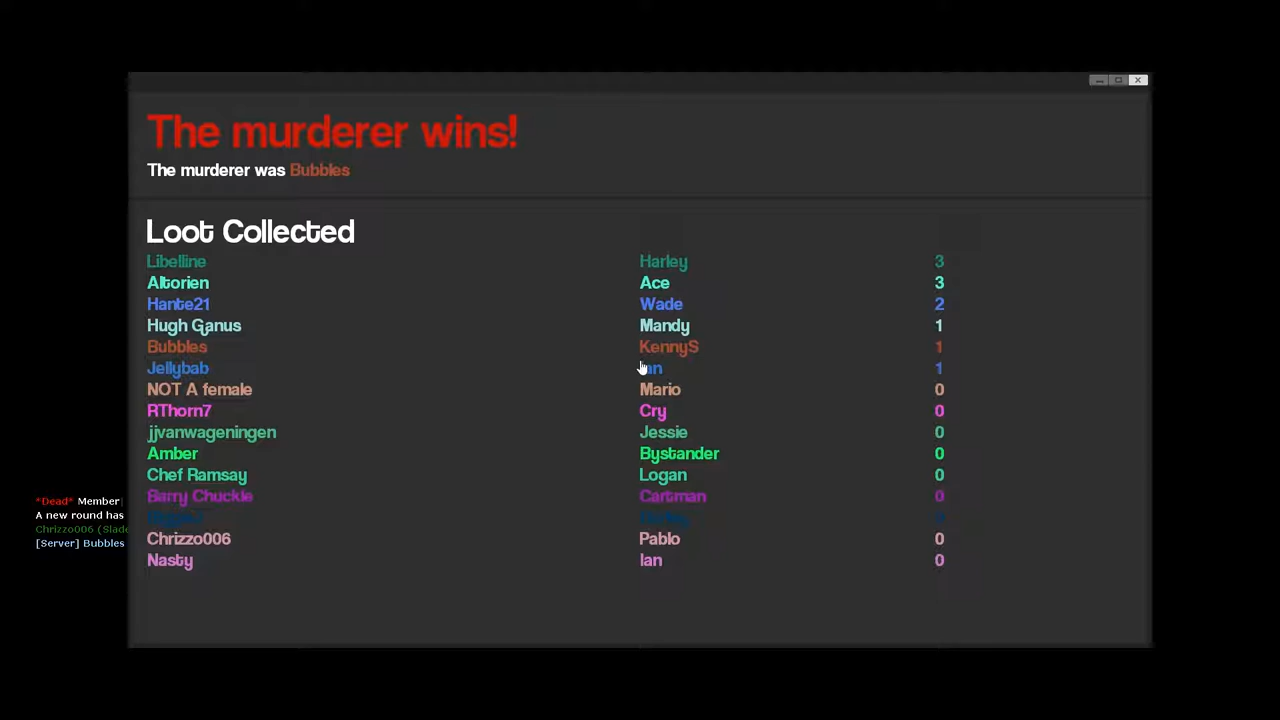 The murderer wins!
The murderer was Bubbles
Loot Collected
Libelline Harley 3
Altorien Ace 3
Hante21 Wade 2
Hugh Ganus Mandy 1
Bubbles KennyS 1
Jellybab an 1
NOT A female Mario 0
RThorn7 Cry 0
jjvanwageningen Jessie 0
Amber Bystander 0
Chef Ramsay Logan 0
Barry Chuckle Cartman 0
0
Chrizzo006 Pablo 0
Nasty Ian 0
*Dead* Member
A new round has
Chrizzo006 (Slade
[Server] Bubbles